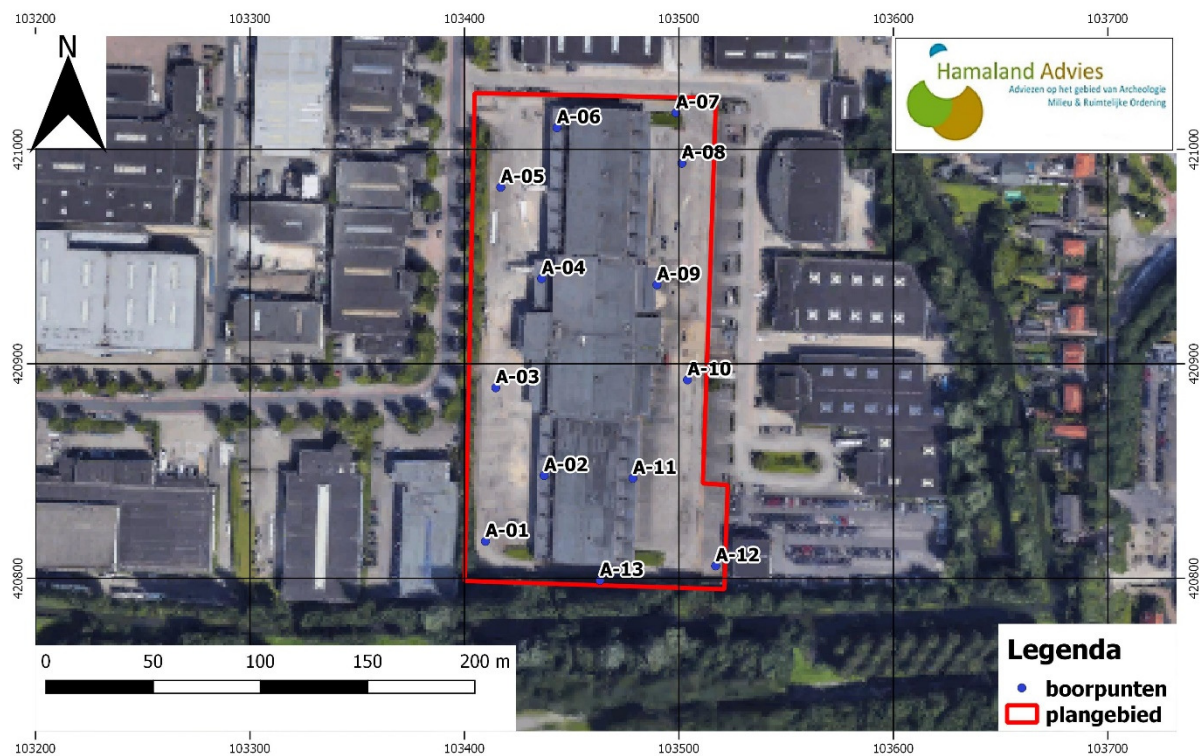 103200
103300
103400
103500
103600
103700
N
Hamaland Advies
Adviezen op het gebied van Archeologie
Milieu & Ruimtelijke Ordening
A-07
A-06
421000
421000
A-08
A-05
A-04
A-09
420900
420900
A-03
A-10
A-02
A-11
A-01
A-12
A-13
420800
420800
0
50
100
150
200 m
Legenda
boorpunten
plangebied
103200
103300
103400
103500
103600
103700